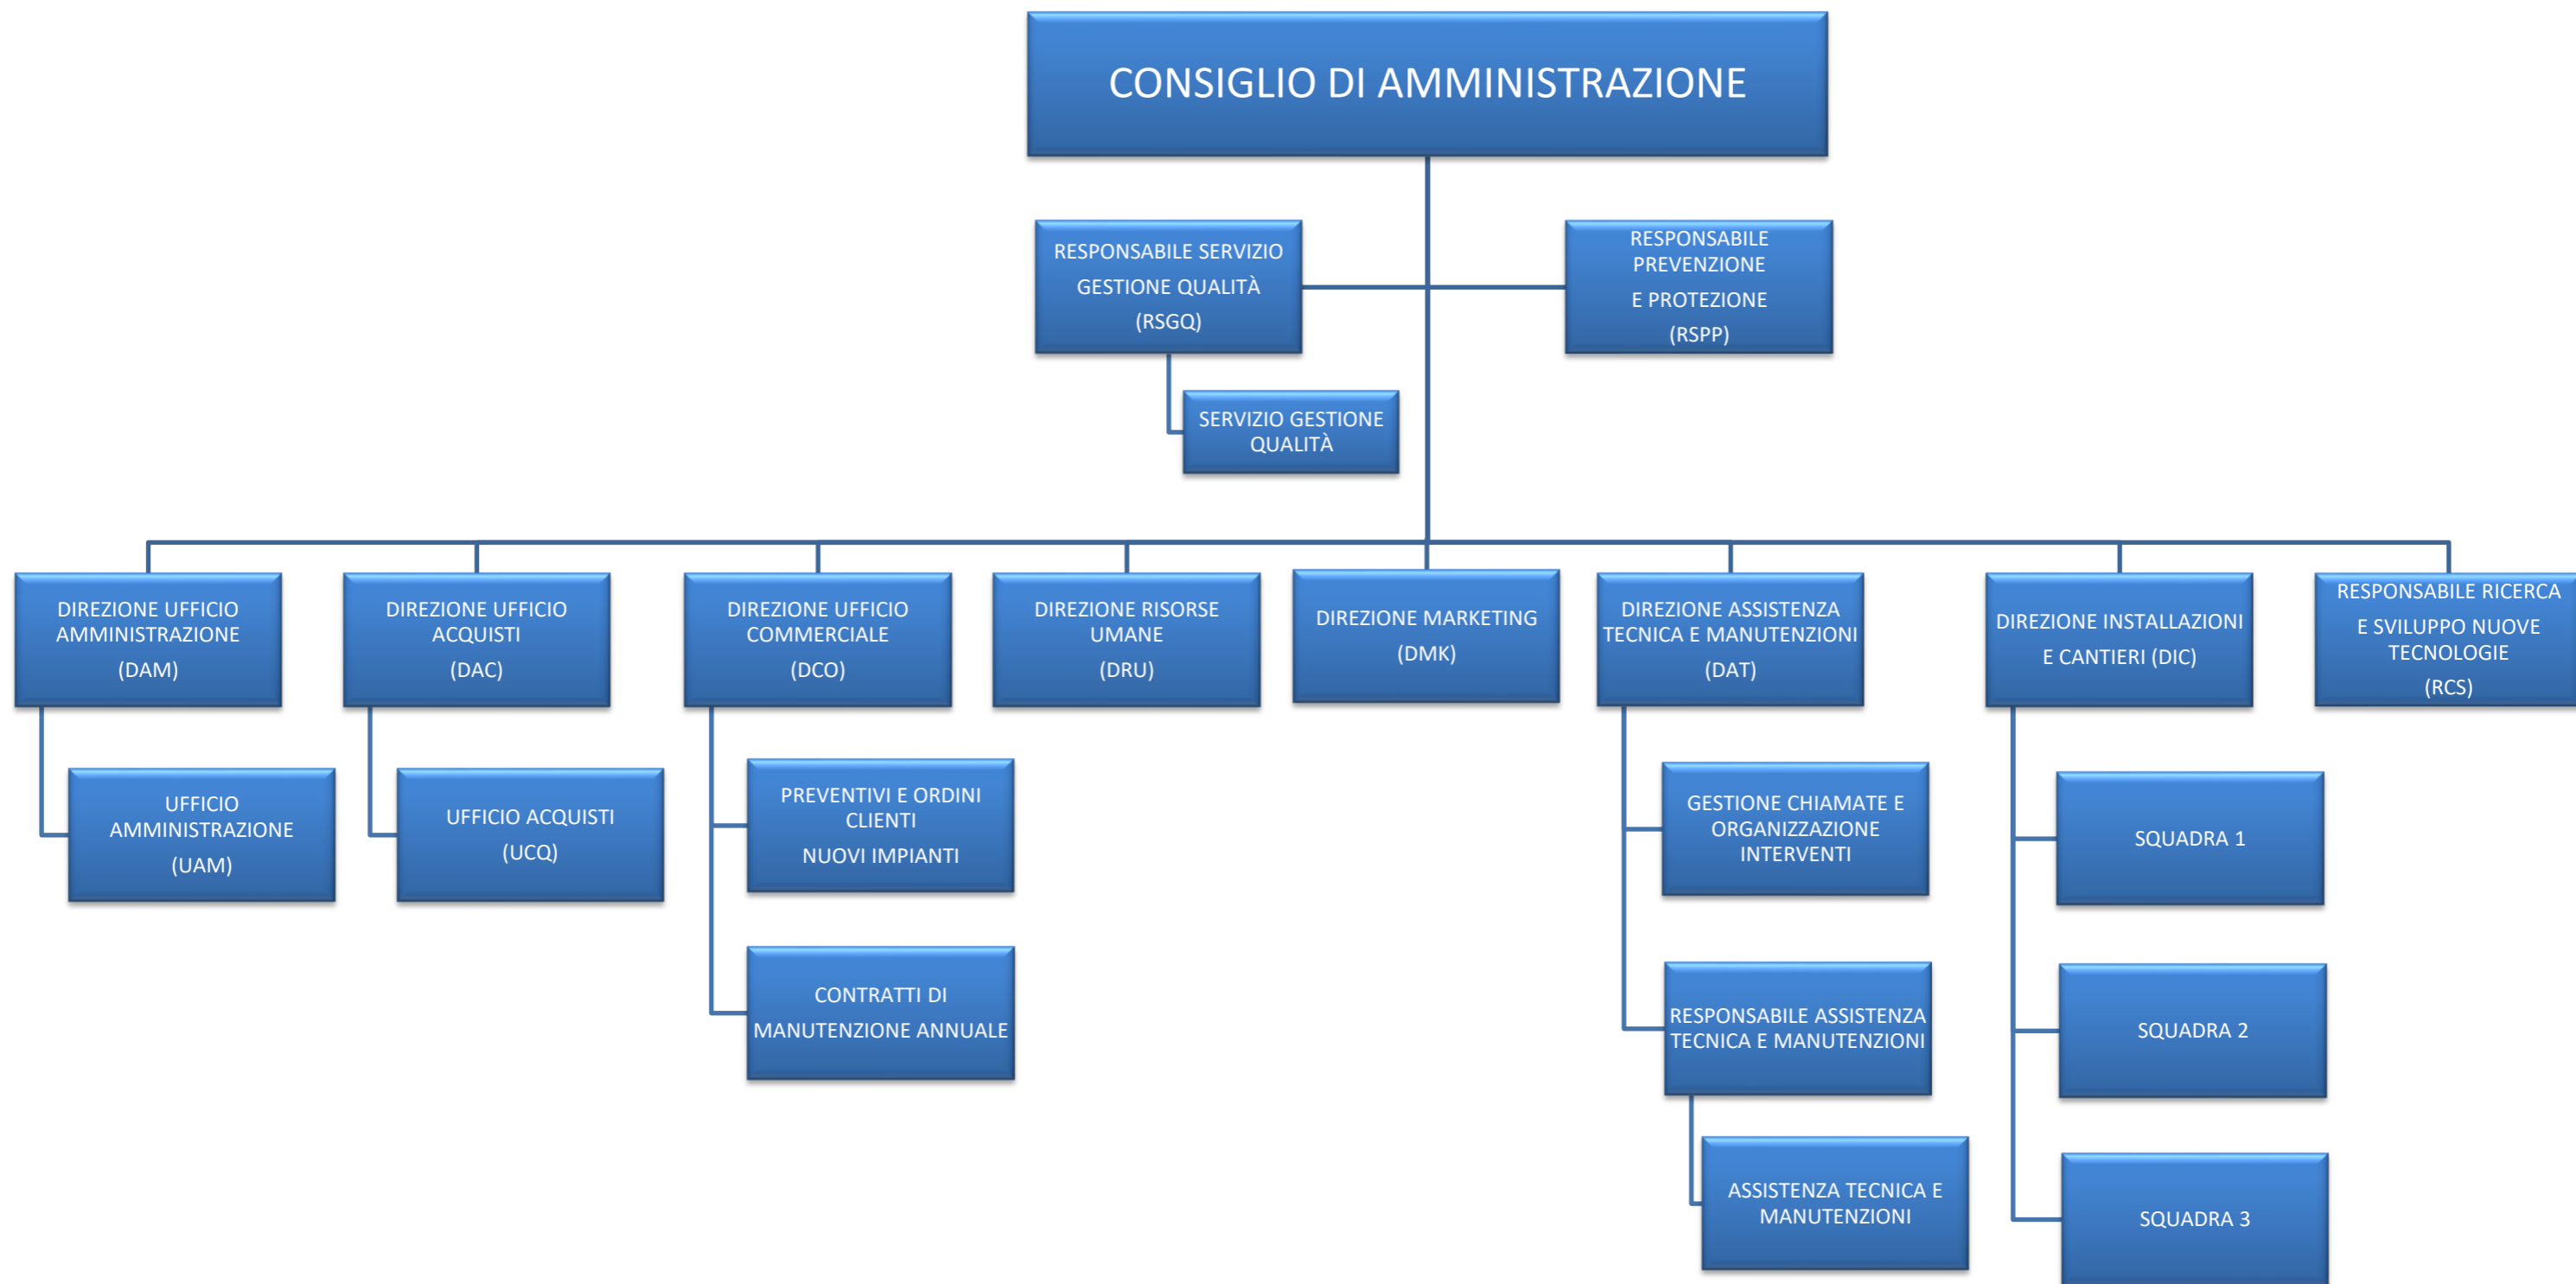 CONSIGLIO DI AMMINISTRAZIONE
RESPONSABILE SERVIZIO
GESTIONE QUALITÀ
(RSGQ)
RESPONSABILE
PREVENZIONE
E PROTEZIONE
(RSPP)
SERVIZIO GESTIONE
QUALITÀ
DIREZIONE UFFICIO
AMMINISTRAZIONE
(DAM)
DIREZIONE UFFICIO
ACQUISTI
(DAC)
DIREZIONE UFFICIO
COMMERCIALE
(DCO)
DIREZIONE RISORSE
UMANE
(DRU)
DIREZIONE MARKETING
(DMK)
DIREZIONE ASSISTENZA
TECNICA E MANUTENZIONI
(DAT)
DIREZIONE INSTALLAZIONI
E CANTIERI (DIC)
RESPONSABILE RICERCA
E SVILUPPO NUOVE
TECNOLOGIE
(RCS)
UFFICIO
AMMINISTRAZIONE
(UAM)
UFFICIO ACQUISTI
(UCQ)
PREVENTIVI E ORDINI
CLIENTI
NUOVI IMPIANTI
GESTIONE CHIAMATE E
ORGANIZZAZIONE
INTERVENTI
SQUADRA 1
CONTRATTI DI
MANUTENZIONE ANNUALE
RESPONSABILE ASSISTENZA
TECNICA E MANUTENZIONI
SQUADRA 2
ASSISTENZA TECNICA E
MANUTENZIONI
SQUADRA 3